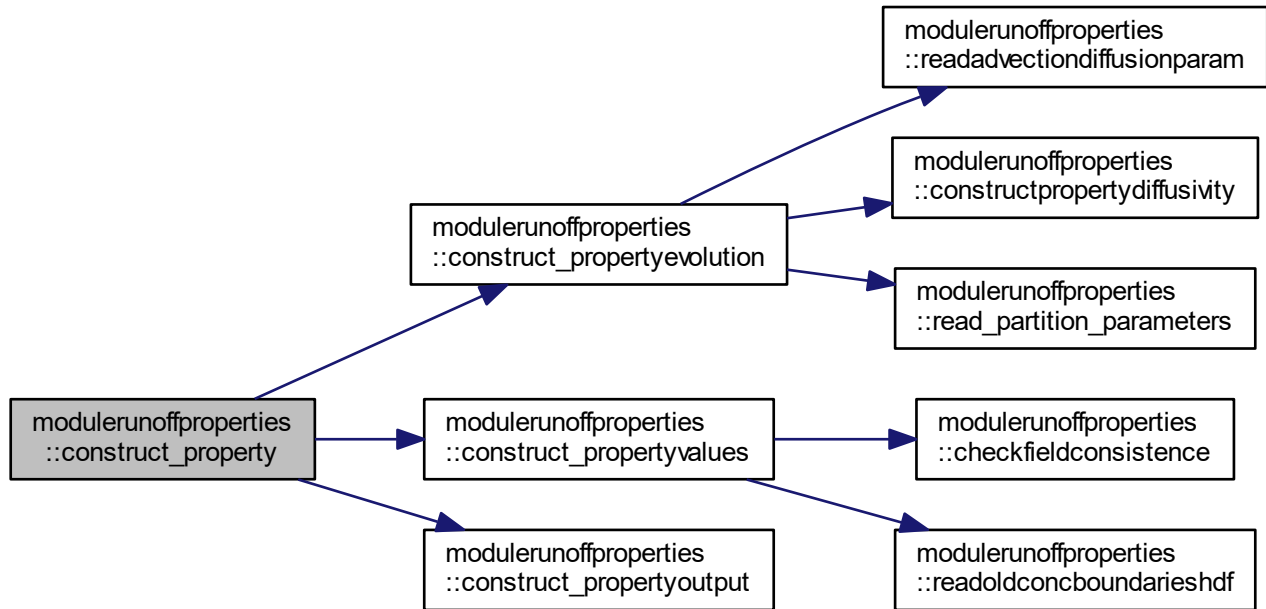 modulerunoffproperties
::readadvectiondiffusionparam
modulerunoffproperties
::constructpropertydiffusivity
modulerunoffproperties
::construct_propertyevolution
modulerunoffproperties
::read_partition_parameters
modulerunoffproperties
::construct_property
modulerunoffproperties
::construct_propertyvalues
modulerunoffproperties
::checkfieldconsistence
modulerunoffproperties
::construct_propertyoutput
modulerunoffproperties
::readoldconcboundarieshdf